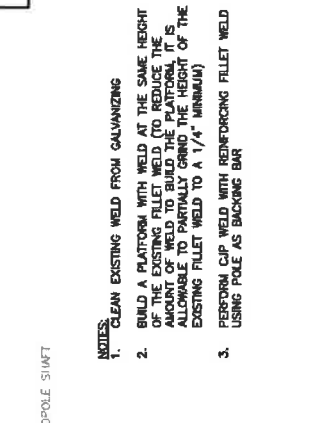 NOTES:
1. CLEAN EXISTING WELD FROM GALVANIZING
2. BUILD A PLATFORM WITH WELD AT THE SAME HEIGHT
OF THE EXISTING FILLET WELD (TO REDUCE THE
AMOUNT OF WELD TO BUILD THE PLATFORM, IT IS
ALLOWABLE TO PARTIALLY GRIND THE HEIGHT OF THE
EXISTING FILLET WELD TO A 1/4" MINIMUM)
3. PERFORM CJP WELD WITH REINFORCING FILLET WELD
USING POLE AS BACKING BAR
OPOLE SHAFT